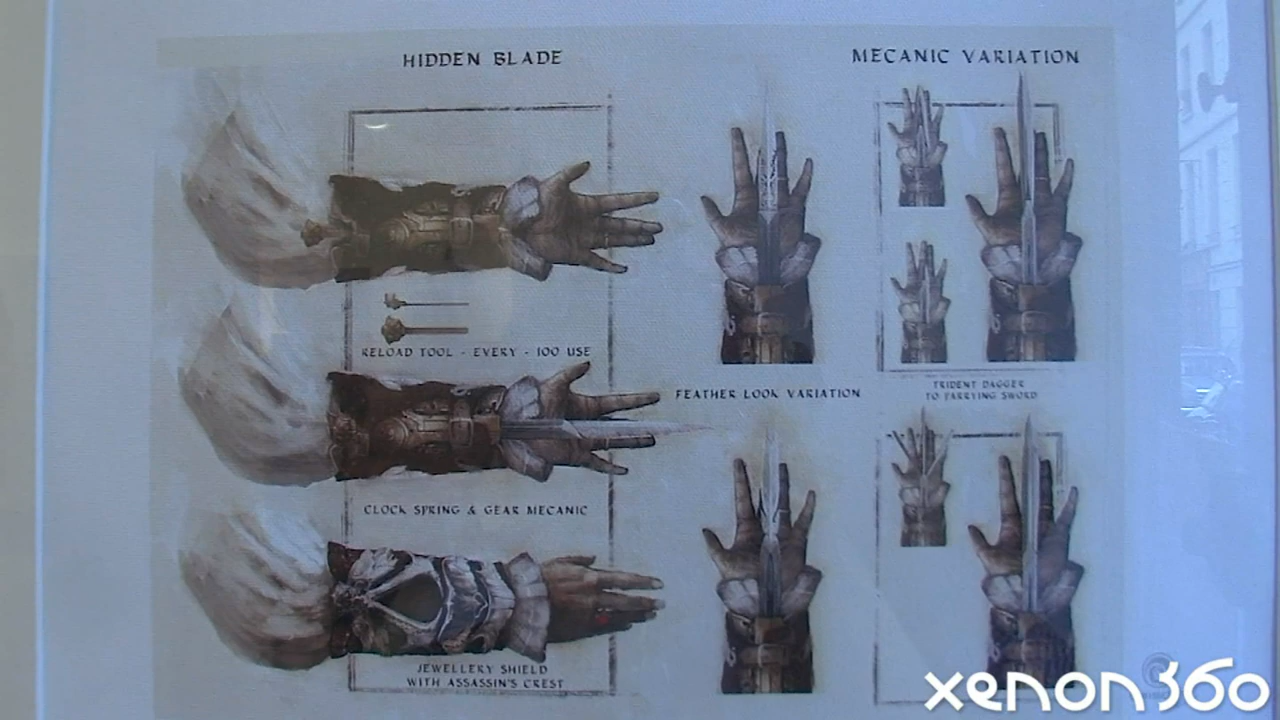 HIDDEN BLADE
MECANIC VARIATION
RELOAD TOOL - EVERY - 100 USE
FEATHER LOOK VARIATION
TRIDENT DAGGER
TO PARRYING SWORD
CLOCK SPRING & GEAR MECANIC
JEWELLERY SHIELD
WITH ASSASSIN'S CREST
xenon360